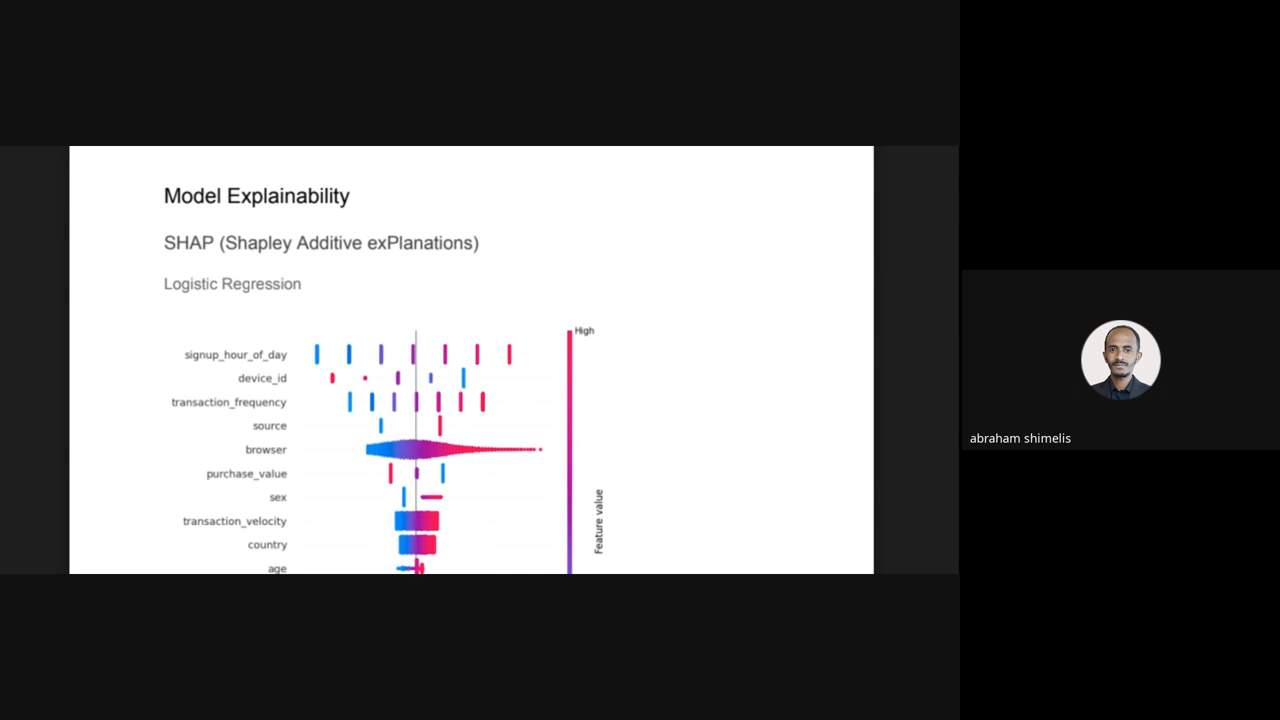 Model Explainability
SHAP (Shapley Additive exPlanations)
Logistic Regression
High
signup_hour_of_day
device_id
transaction_frequency
source
browser
purchase_value
sex
transaction_velocity
country
age
Feature value
abraham shimelis